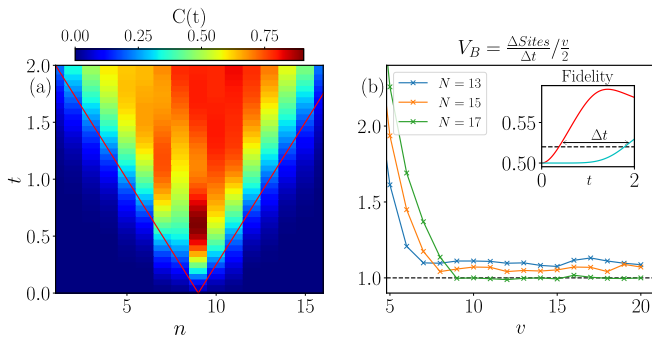 C(t)
0.00 0.25 0.50 0.75
(a)
t
2.0
1.5
1.0
0.5
0.0
5 10 15
n
V_B = ΔSites/Δt / v/2
(b)
N = 13
N = 15
N = 17
2.0
1.5
1.0
5 10 15 20
v
Fidelity
0.55
0.50
Δt
0 t 2